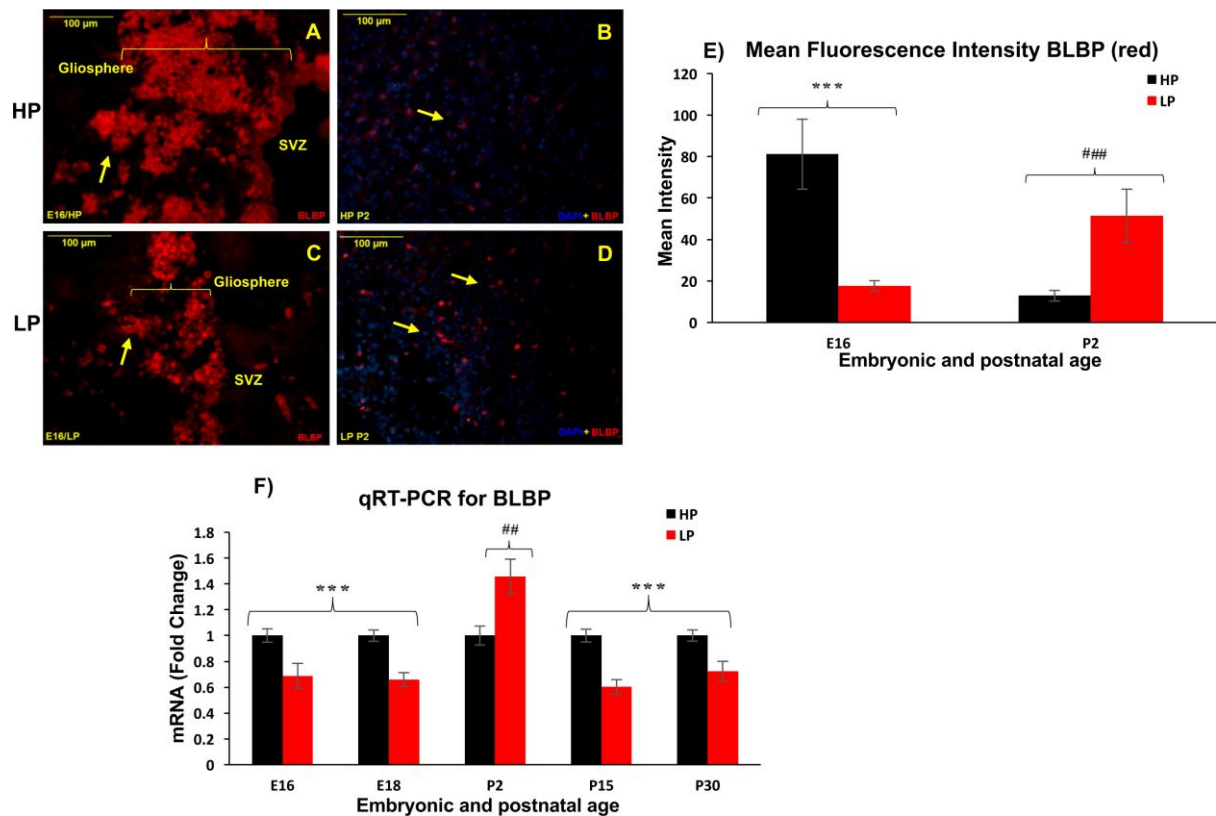 HP
100 µm
A
Gliosphere
SVZ
E16/HP
BLBP
100 µm
B
HP P2
DAPI + BLBP
LP
100 µm
C
Gliosphere
SVZ
E16/LP
BLBP
100 µm
D
LP P2
DAPI + BLBP
E) Mean Fluorescence Intensity BLBP (red)
HP
LP
Mean Intensity
120
100
80
60
40
20
0
***
###
E16
P2
Embryonic and postnatal age
F)
qRT-PCR for BLBP
HP
LP
mRNA (Fold Change)
1.8
1.6
1.4
1.2
1
0.8
0.6
0.4
0.2
0
***
##
***
E16
E18
P2
P15
P30
Embryonic and postnatal age